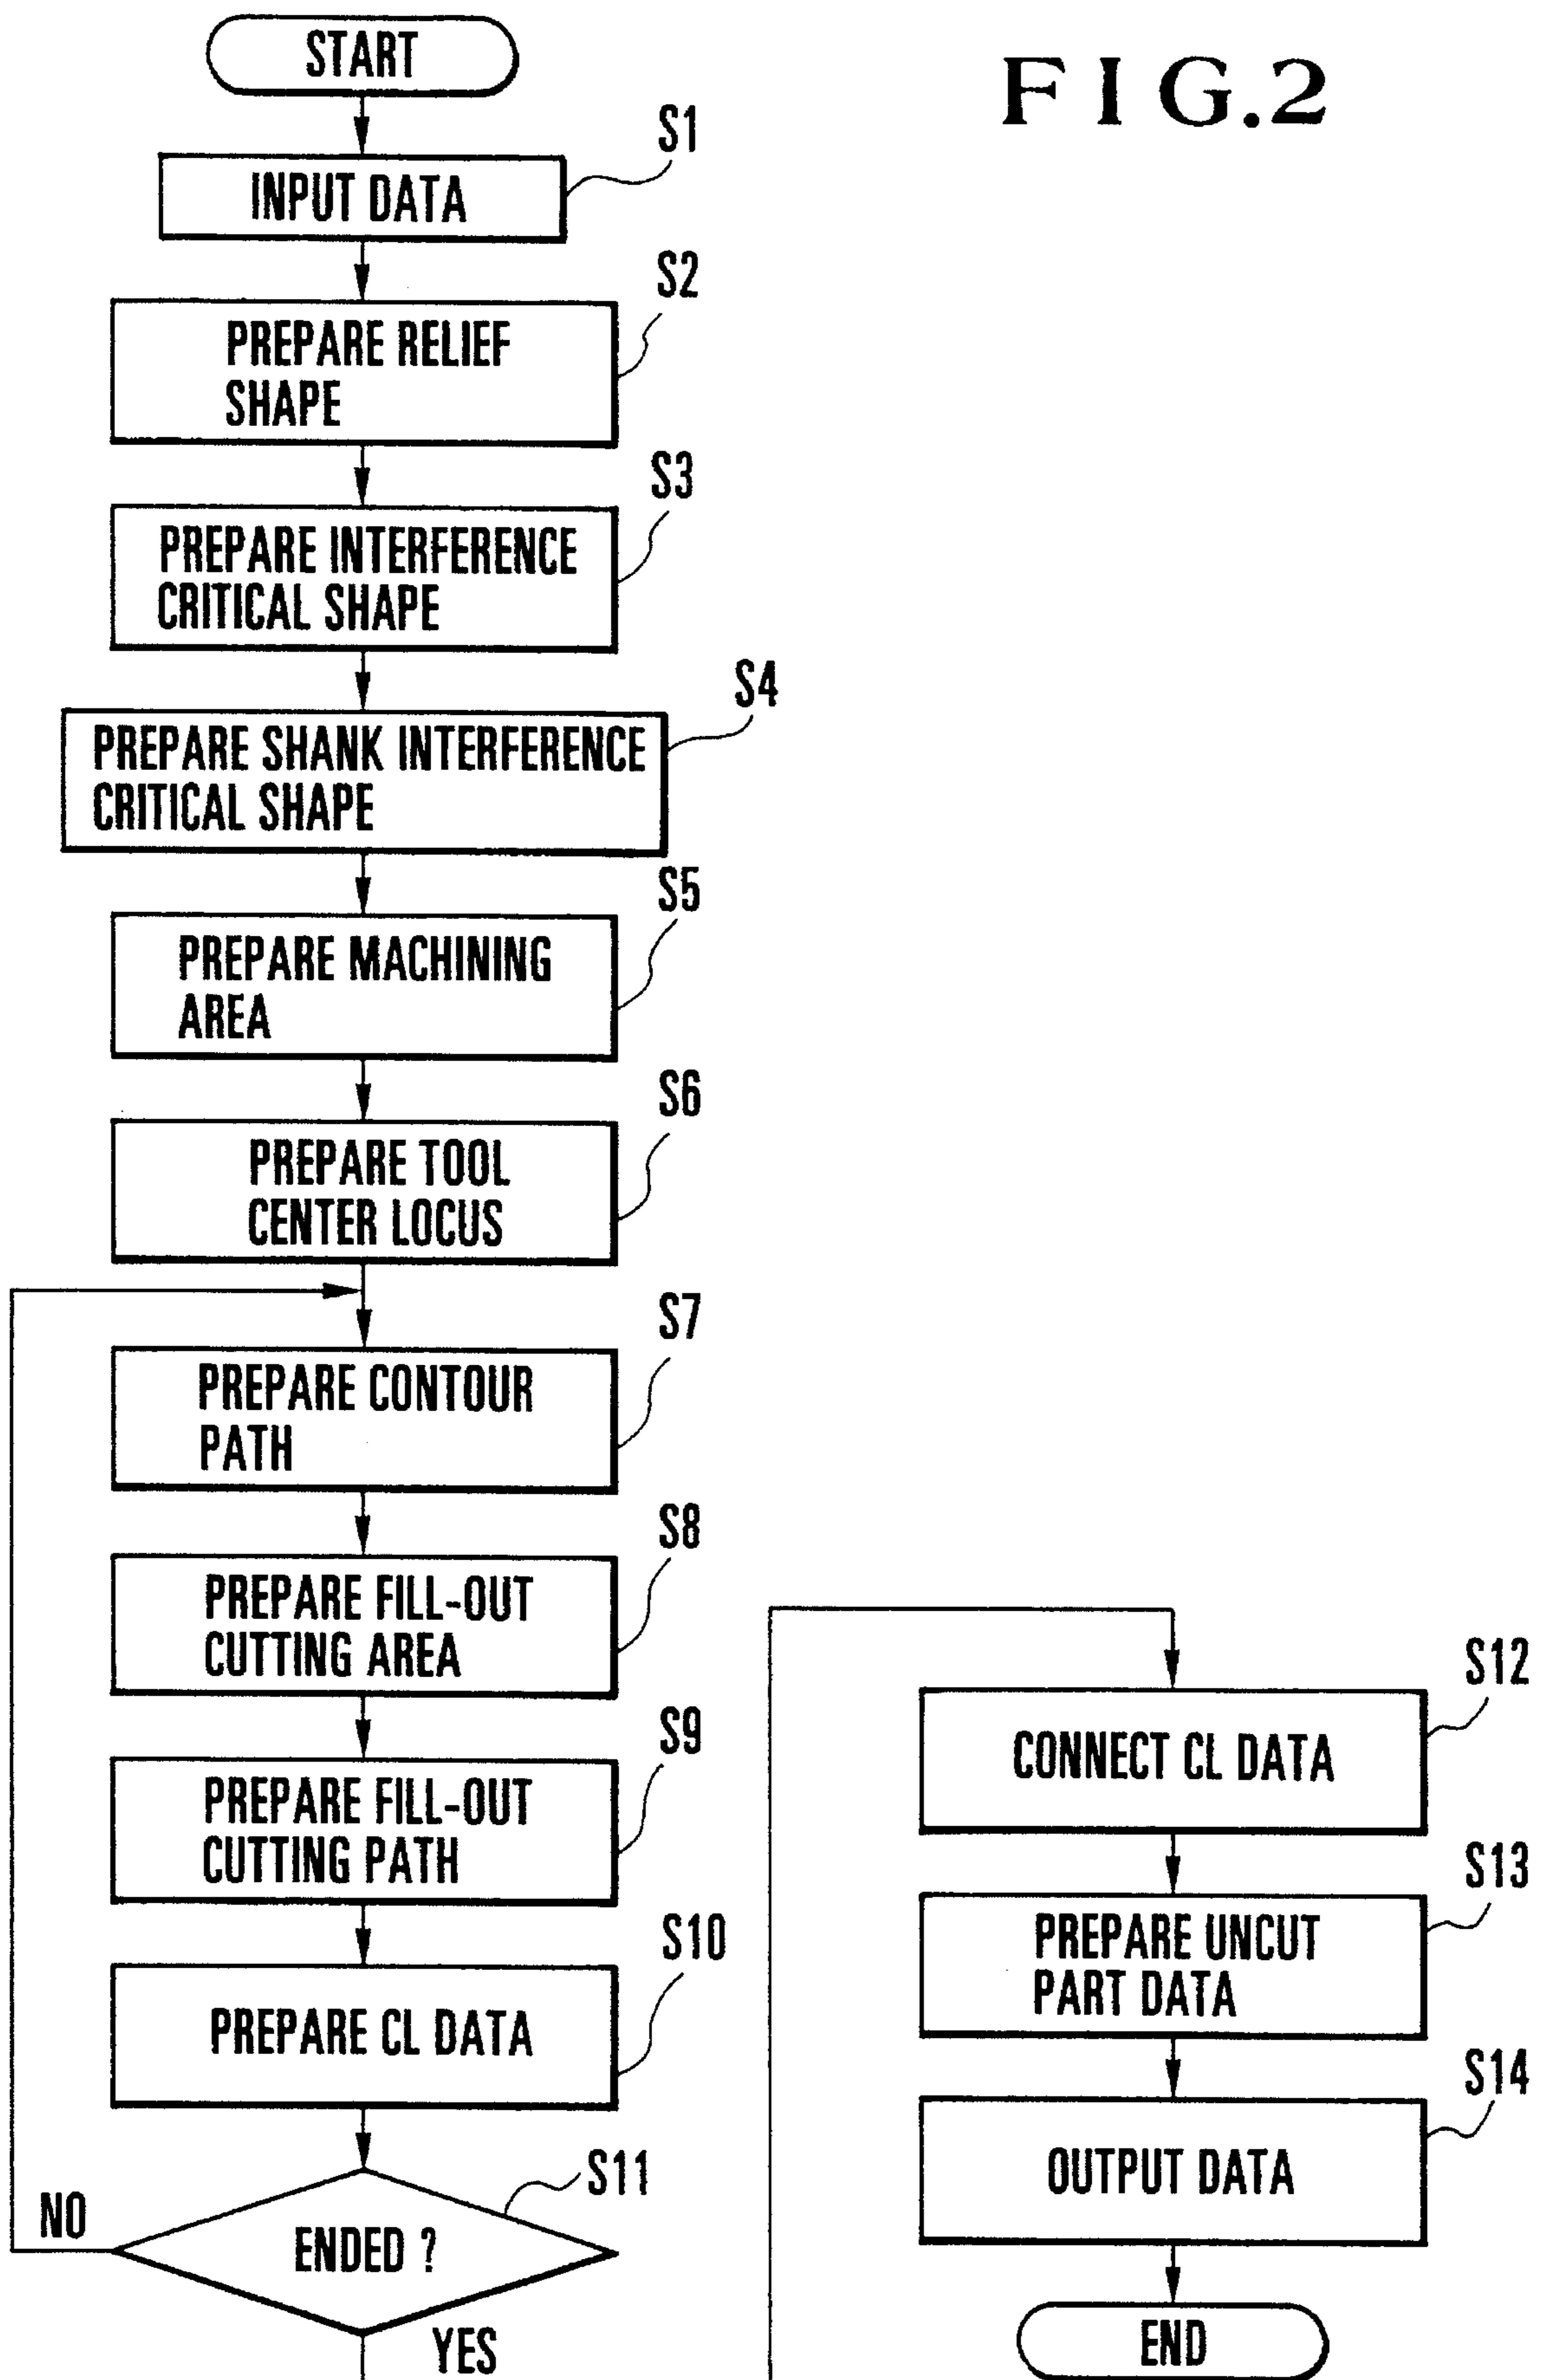 START
FIG.2
S1
INPUT DATA
S2
PREPARE RELIEF
SHAPE
S3
PREPARE INTERFERENCE
CRITICAL SHAPE
S4
PREPARE SHANK INTERFERENCE
CRITICAL SHAPE
S5
PREPARE MACHINING
AREA
S6
PREPARE TOOL
CENTER LOCUS
S7
PREPARE CONTOUR
PATH
S8
PREPARE FILL-OUT
CUTTING AREA
S9
PREPARE FILL-OUT
CUTTING PATH
S10
PREPARE CL DATA
S11
ENDED ?
NO
YES
S12
CONNECT CL DATA
S13
PREPARE UNCUT
PART DATA
S14
OUTPUT DATA
END